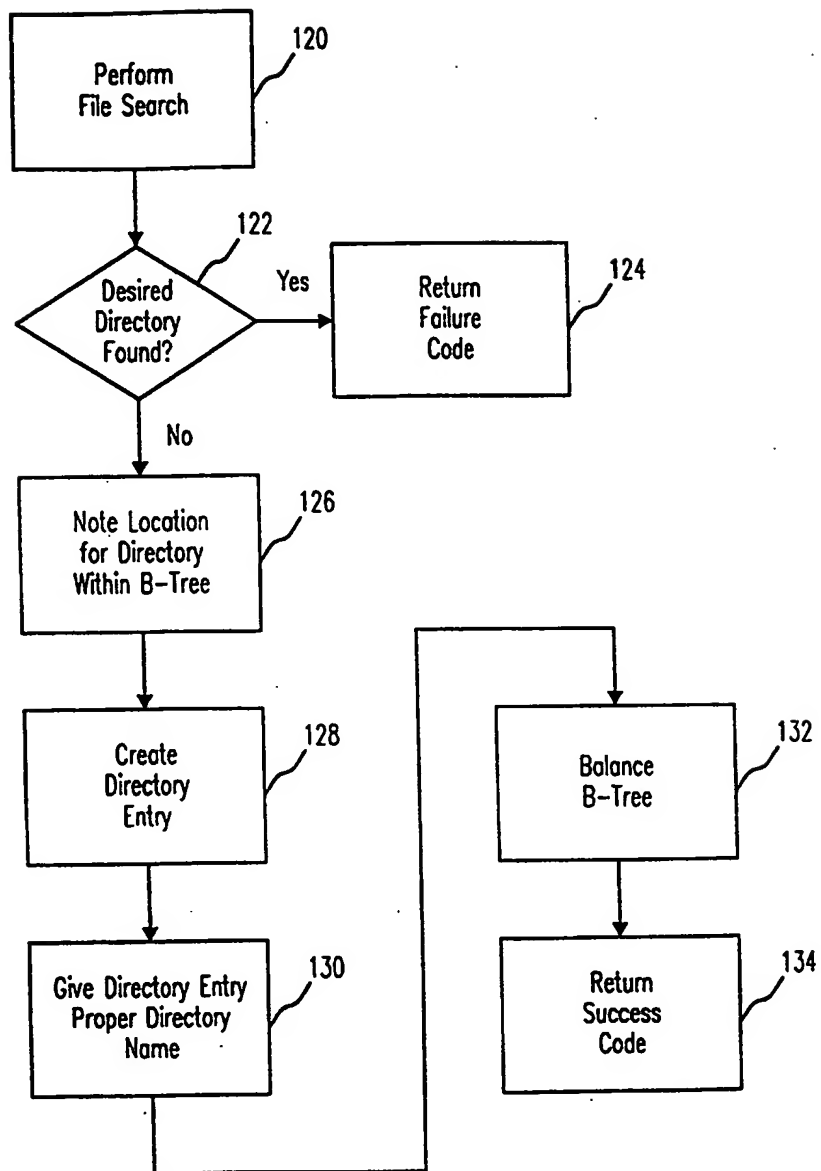 Perform
File Search
120
Desired
Directory
Found?
122
Yes
Return
Failure
Code
124
No
Note Location
for Directory
Within B-Tree
126
Create
Directory
Entry
128
Give Directory Entry
Proper Directory
Name
130
Balance
B-Tree
132
Return
Success
Code
134